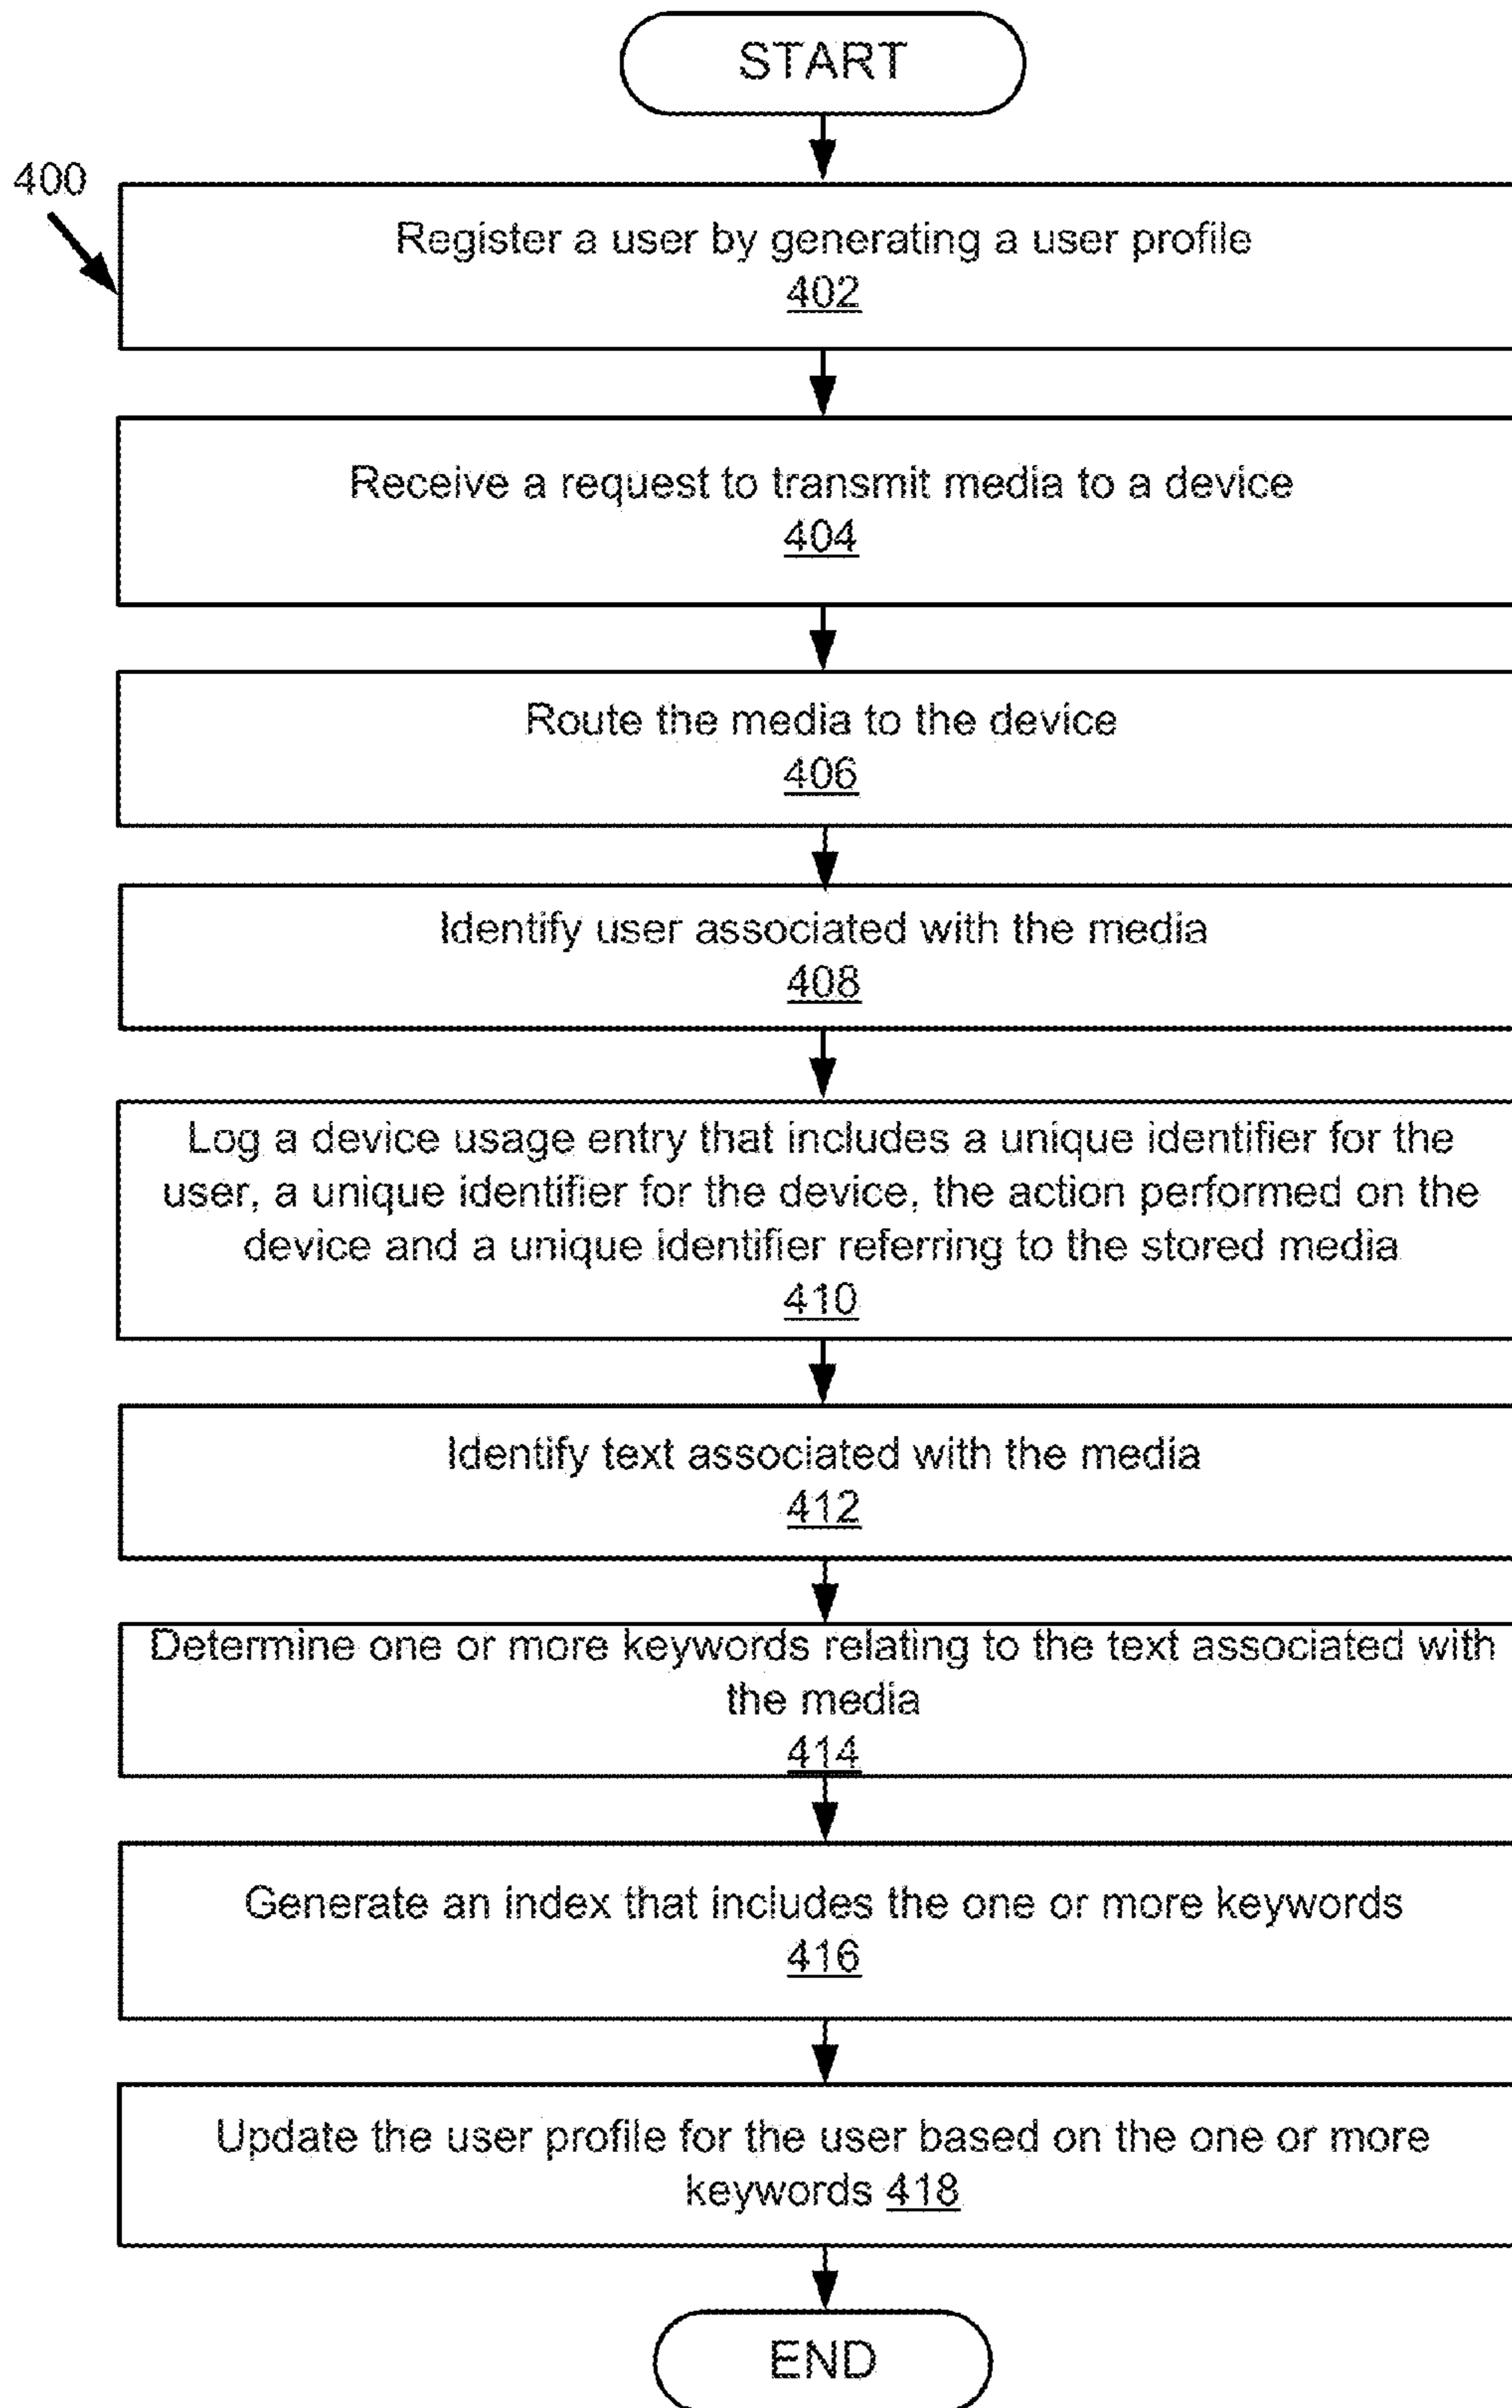 START
400
Register a user by generating a user profile
402
Receive a request to transmit media to a device
404
Route the media to the device
406
Identify user associated with the media
408
Log a device usage entry that includes a unique identifier for the
user, a unique identifier for the device, the action performed on the
device and a unique identifier referring to the stored media
410
Identify text associated with the media
412
Determine one or more keywords relating to the text associated with
the media
414
Generate an index that includes the one or more keywords
416
Update the user profile for the user based on the one or more
keywords 418
END